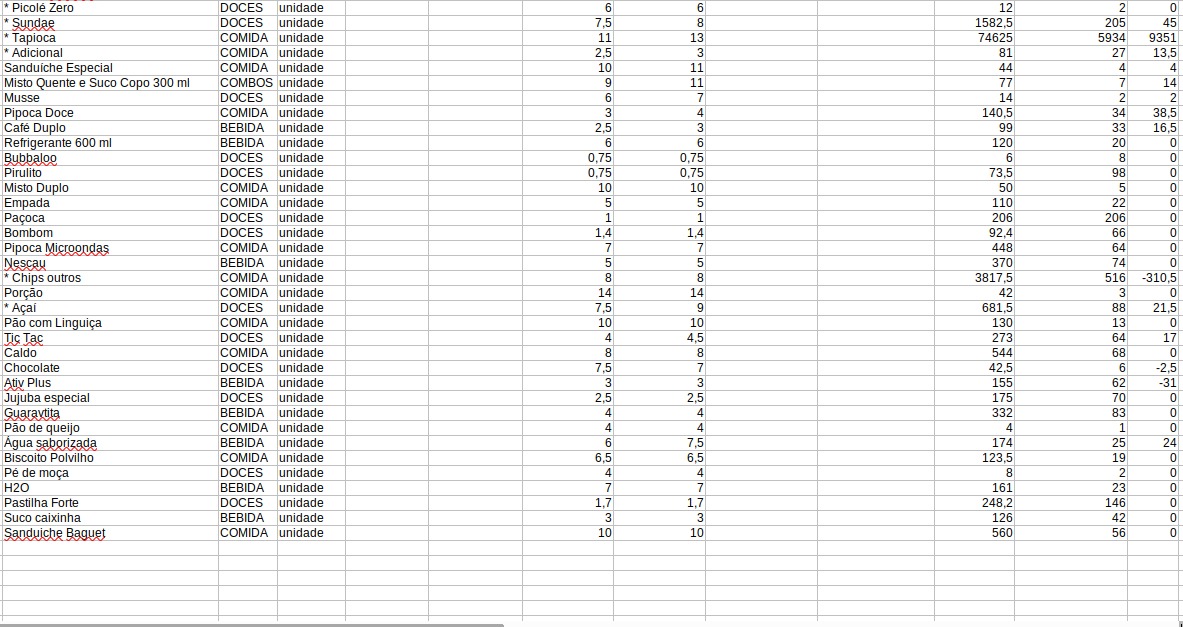 * Picolé Zero DOCES unidade 6 6 12 2 0
* Sundae DOCES unidade 7,5 8 1582,5 205 45
* Tapioca COMIDA unidade 11 13 74625 5934 9351
* Adicional COMIDA unidade 2,5 3 81 27 13,5
Sanduíche Especial COMIDA unidade 10 11 44 4 4
Misto Quente e Suco Copo 300 ml COMBOS unidade 9 11 77 7 14
Musse DOCES unidade 6 7 14 2 2
Pipoca Doce COMIDA unidade 3 4 140,5 34 38,5
Café Duplo BEBIDA unidade 2,5 3 99 33 16,5
Refrigerante 600 ml BEBIDA unidade 6 6 120 20 0
Bubbaloo DOCES unidade 0,75 0,75 6 8 0
Pirulito DOCES unidade 0,75 0,75 73,5 98 0
Misto Duplo COMIDA unidade 10 10 50 5 0
Empada COMIDA unidade 5 5 110 22 0
Paçoca DOCES unidade 1 1 206 206 0
Bombom DOCES unidade 1,4 1,4 92,4 66 0
Pipoca Microondas COMIDA unidade 7 7 448 64 0
Nescau BEBIDA unidade 5 5 370 74 0
* Chips outros COMIDA unidade 8 8 3817,5 516 -310,5
Porção COMIDA unidade 14 14 42 3 0
* Açaí DOCES unidade 7,5 9 681,5 88 21,5
Pão com Linguiça COMIDA unidade 10 10 130 13 0
Tic Tac DOCES unidade 4 4,5 273 64 17
Caldo COMIDA unidade 8 8 544 68 0
Chocolate DOCES unidade 7,5 7 42,5 6 -2,5
Ativ Plus BEBIDA unidade 3 3 155 62 -31
Jujuba especial DOCES unidade 2,5 2,5 175 70 0
Guaravtita BEBIDA unidade 4 4 332 83 0
Pão de queijo COMIDA unidade 4 4 4 1 0
Água saborizada BEBIDA unidade 6 7,5 174 25 24
Biscoito Polvilho COMIDA unidade 6,5 6,5 123,5 19 0
Pé de moça DOCES unidade 4 4 8 2 0
H2O BEBIDA unidade 7 7 161 23 0
Pastilha Forte DOCES unidade 1,7 1,7 248,2 146 0
Suco caixinha BEBIDA unidade 3 3 126 42 0
Sanduiche Baguet COMIDA unidade 10 10 560 56 0